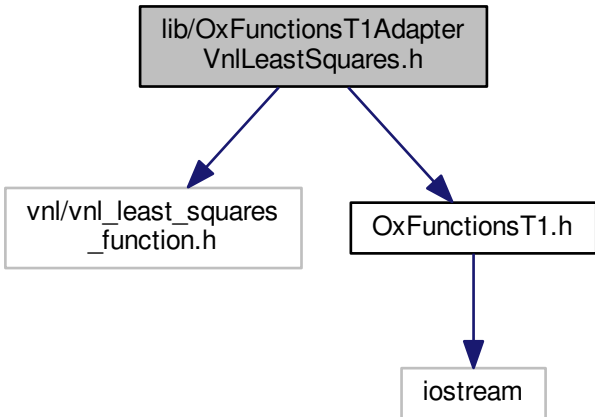 lib/OxFunctionsT1Adapter
VnlLeastSquares.h
vnl/vnl_least_squares
_function.h
OxFunctionsT1.h
iostream